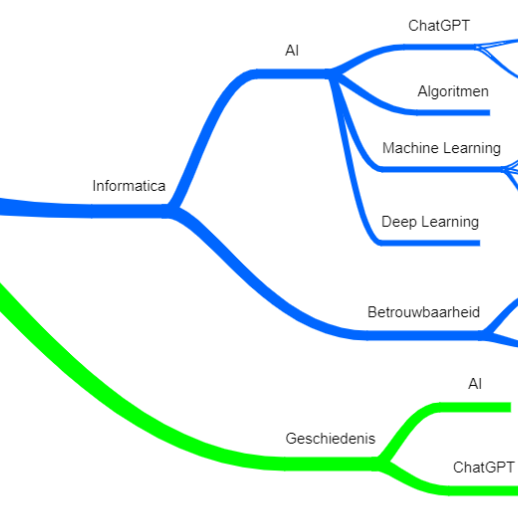 ChatGPT
AI
Algoritmen
Machine Learning
Informatica
Deep Learning
Betrouwbaarheid
AI
Geschiedenis
ChatGPT